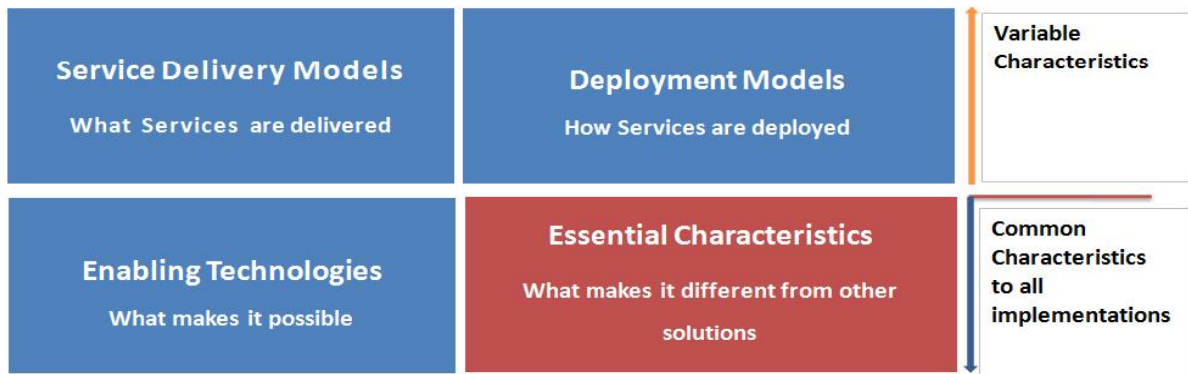 Service Delivery Models
What Services are delivered
Deployment Models
How Services are deployed
Variable
Characteristics
Enabling Technologies
What makes it possible
Essential Characteristics
What makes it different from other
solutions
Common
Characteristics
to all
implementations